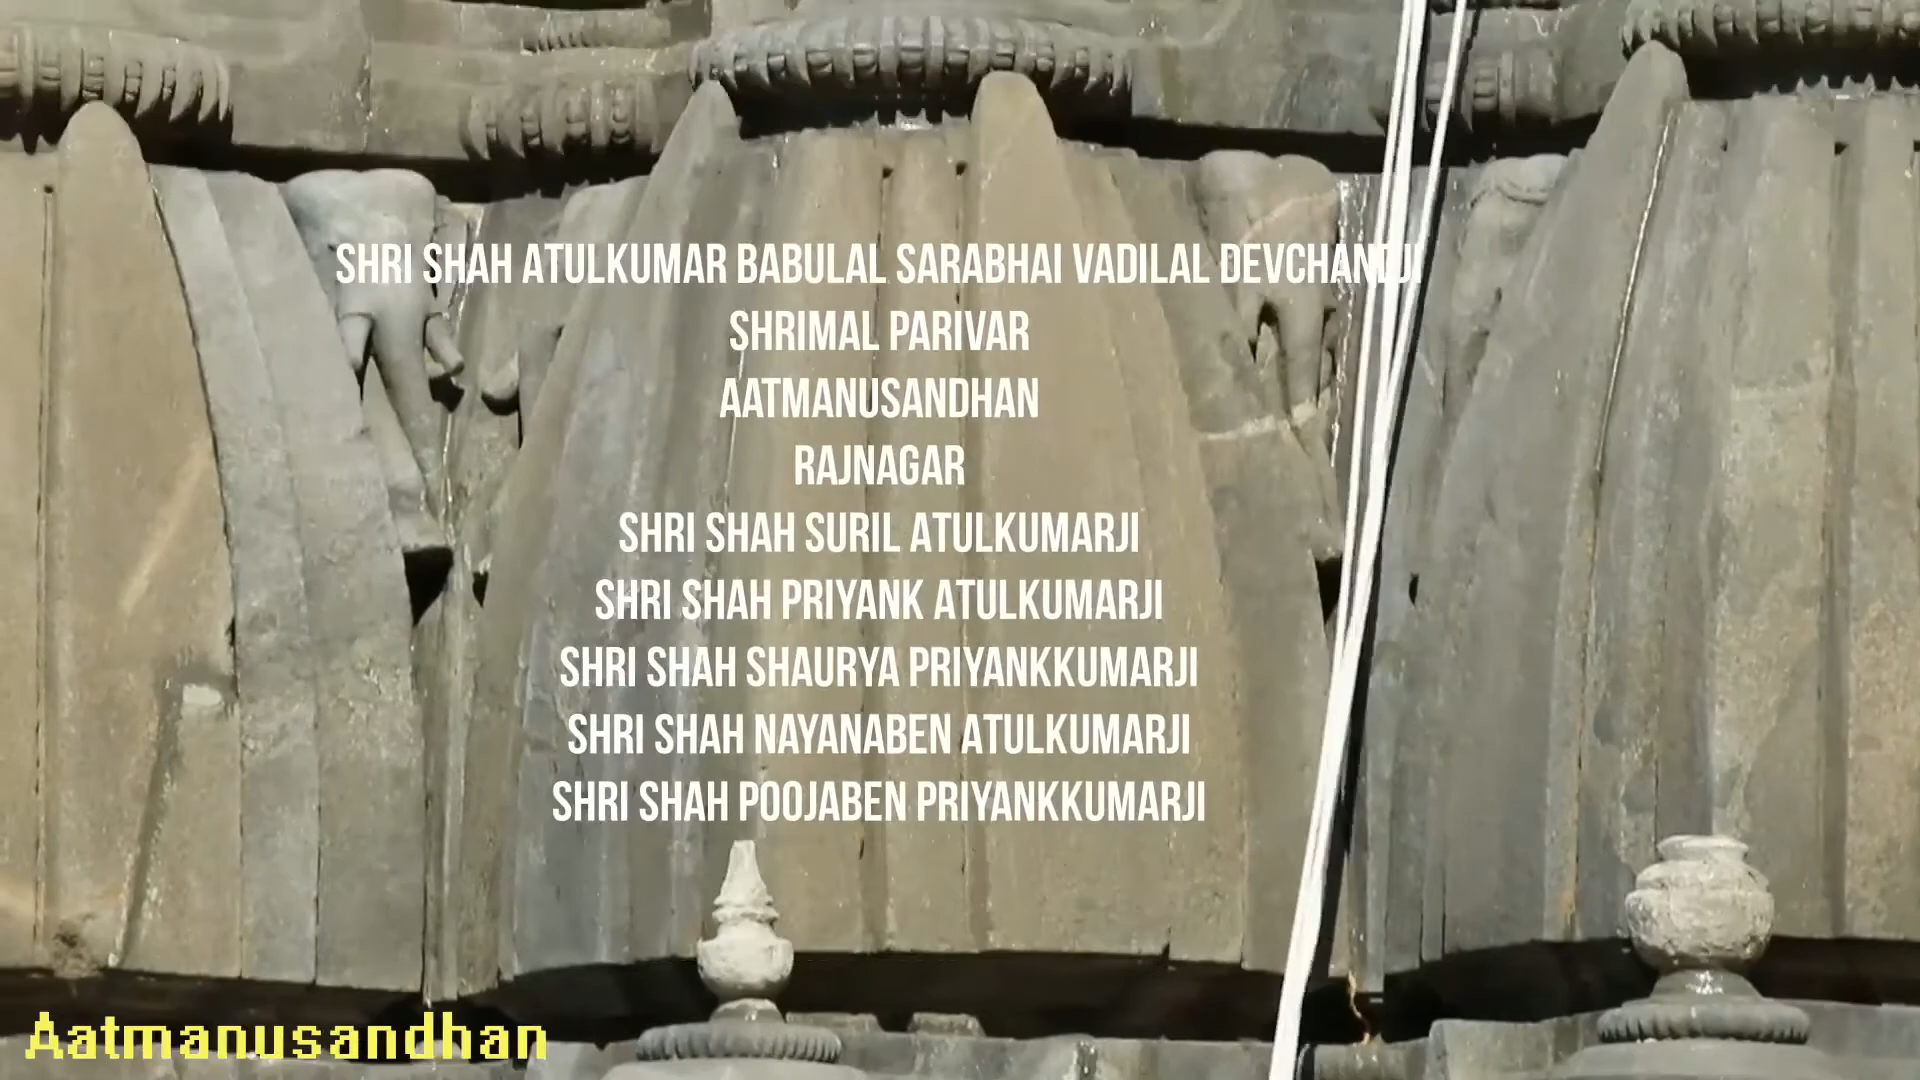 SHRI SHAH ATULKUMAR BABULAL SARABHAI VADILAL DEVCHANDJI
SHRIMAL PARIVAR
AATMANUSANDHAN
RAJNAGAR
SHRI SHAH SURIL ATULKUMARJI
SHRI SHAH PRIYANK ATULKUMARJI
SHRI SHAH SHAURYA PRIYANKKUMARJI
SHRI SHAH NAYANABEN ATULKUMARJI
SHRI SHAH POOJABEN PRIYANKKUMARJI
Aatmanusandhan